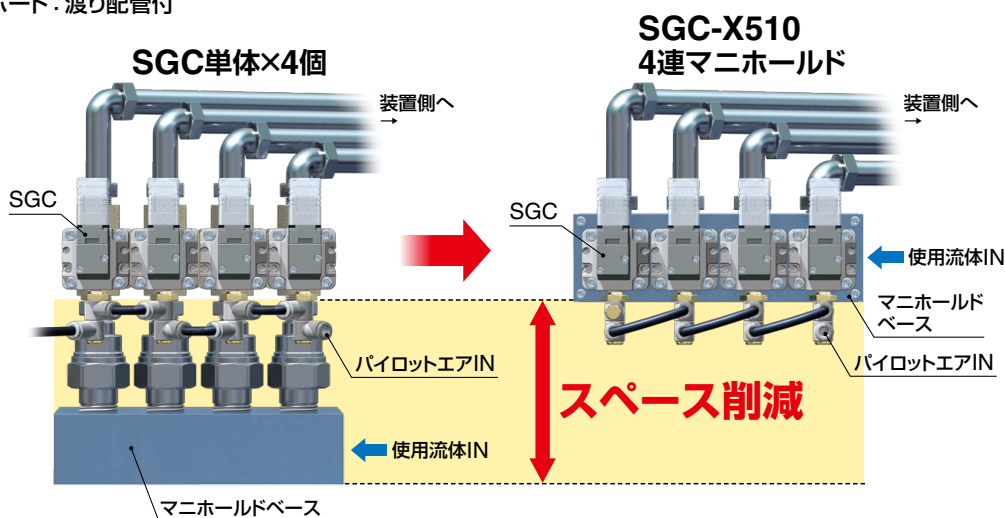 ポート：渡り配管付
SGC単体×4個
装置側へ
→
SGC
パイロットエアIN
使用流体IN
マニホールドベース
SGC-X510
4連マニホールド
装置側へ
→
SGC
使用流体IN
マニホールド
ベース
パイロットエアIN
スペース削減